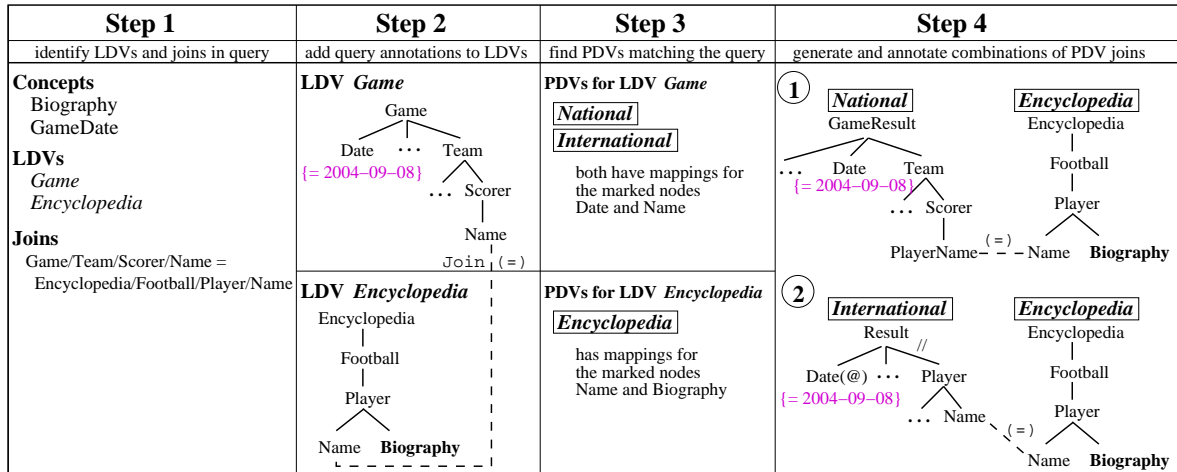 Step 1
identify LDVs and joins in query
Concepts
Biography
GameDate
LDVs
Game
Encyclopedia
Joins
Game/Team/Scorer/Name =
Encyclopedia/Football/Player/Name
Step 2
add query annotations to LDVs
LDV Game
Game
Date ... Team
{= 2004−09−08}
... Scorer
Name
Join (=)
LDV Encyclopedia
Encyclopedia
Football
Player
Name Biography
Step 3
find PDVs matching the query
PDVs for LDV Game
National
International
both have mappings for
the marked nodes
Date and Name
PDVs for LDV Encyclopedia
Encyclopedia
has mappings for
the marked nodes
Name and Biography
Step 4
generate and annotate combinations of PDV joins
1
National Encyclopedia
GameResult Encyclopedia
Football
... Date Team
{= 2004−09−08}
Player
... Scorer
(=)
PlayerName Name Biography
2
International Encyclopedia
Result Encyclopedia
//
Football
Date(@) ... Player
{= 2004−09−08}
Player
... Name
(=)
Name Biography